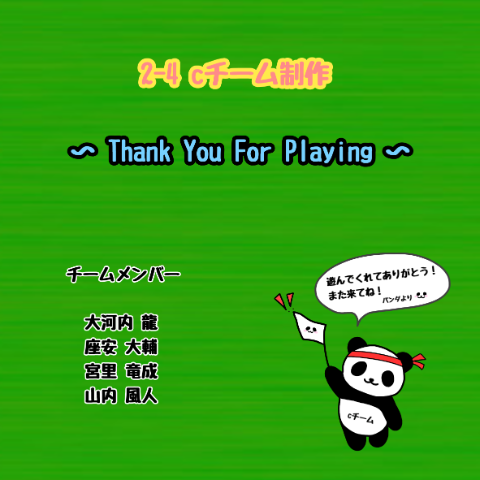 2-4 cチーム制作
～ Thank You For Playing ～
チームメンバー
大河内 龍
座安 大輔
宮里 竜成
山内 風人
遊んでくれてありがとう！
また来てね！
パンダより
cチーム